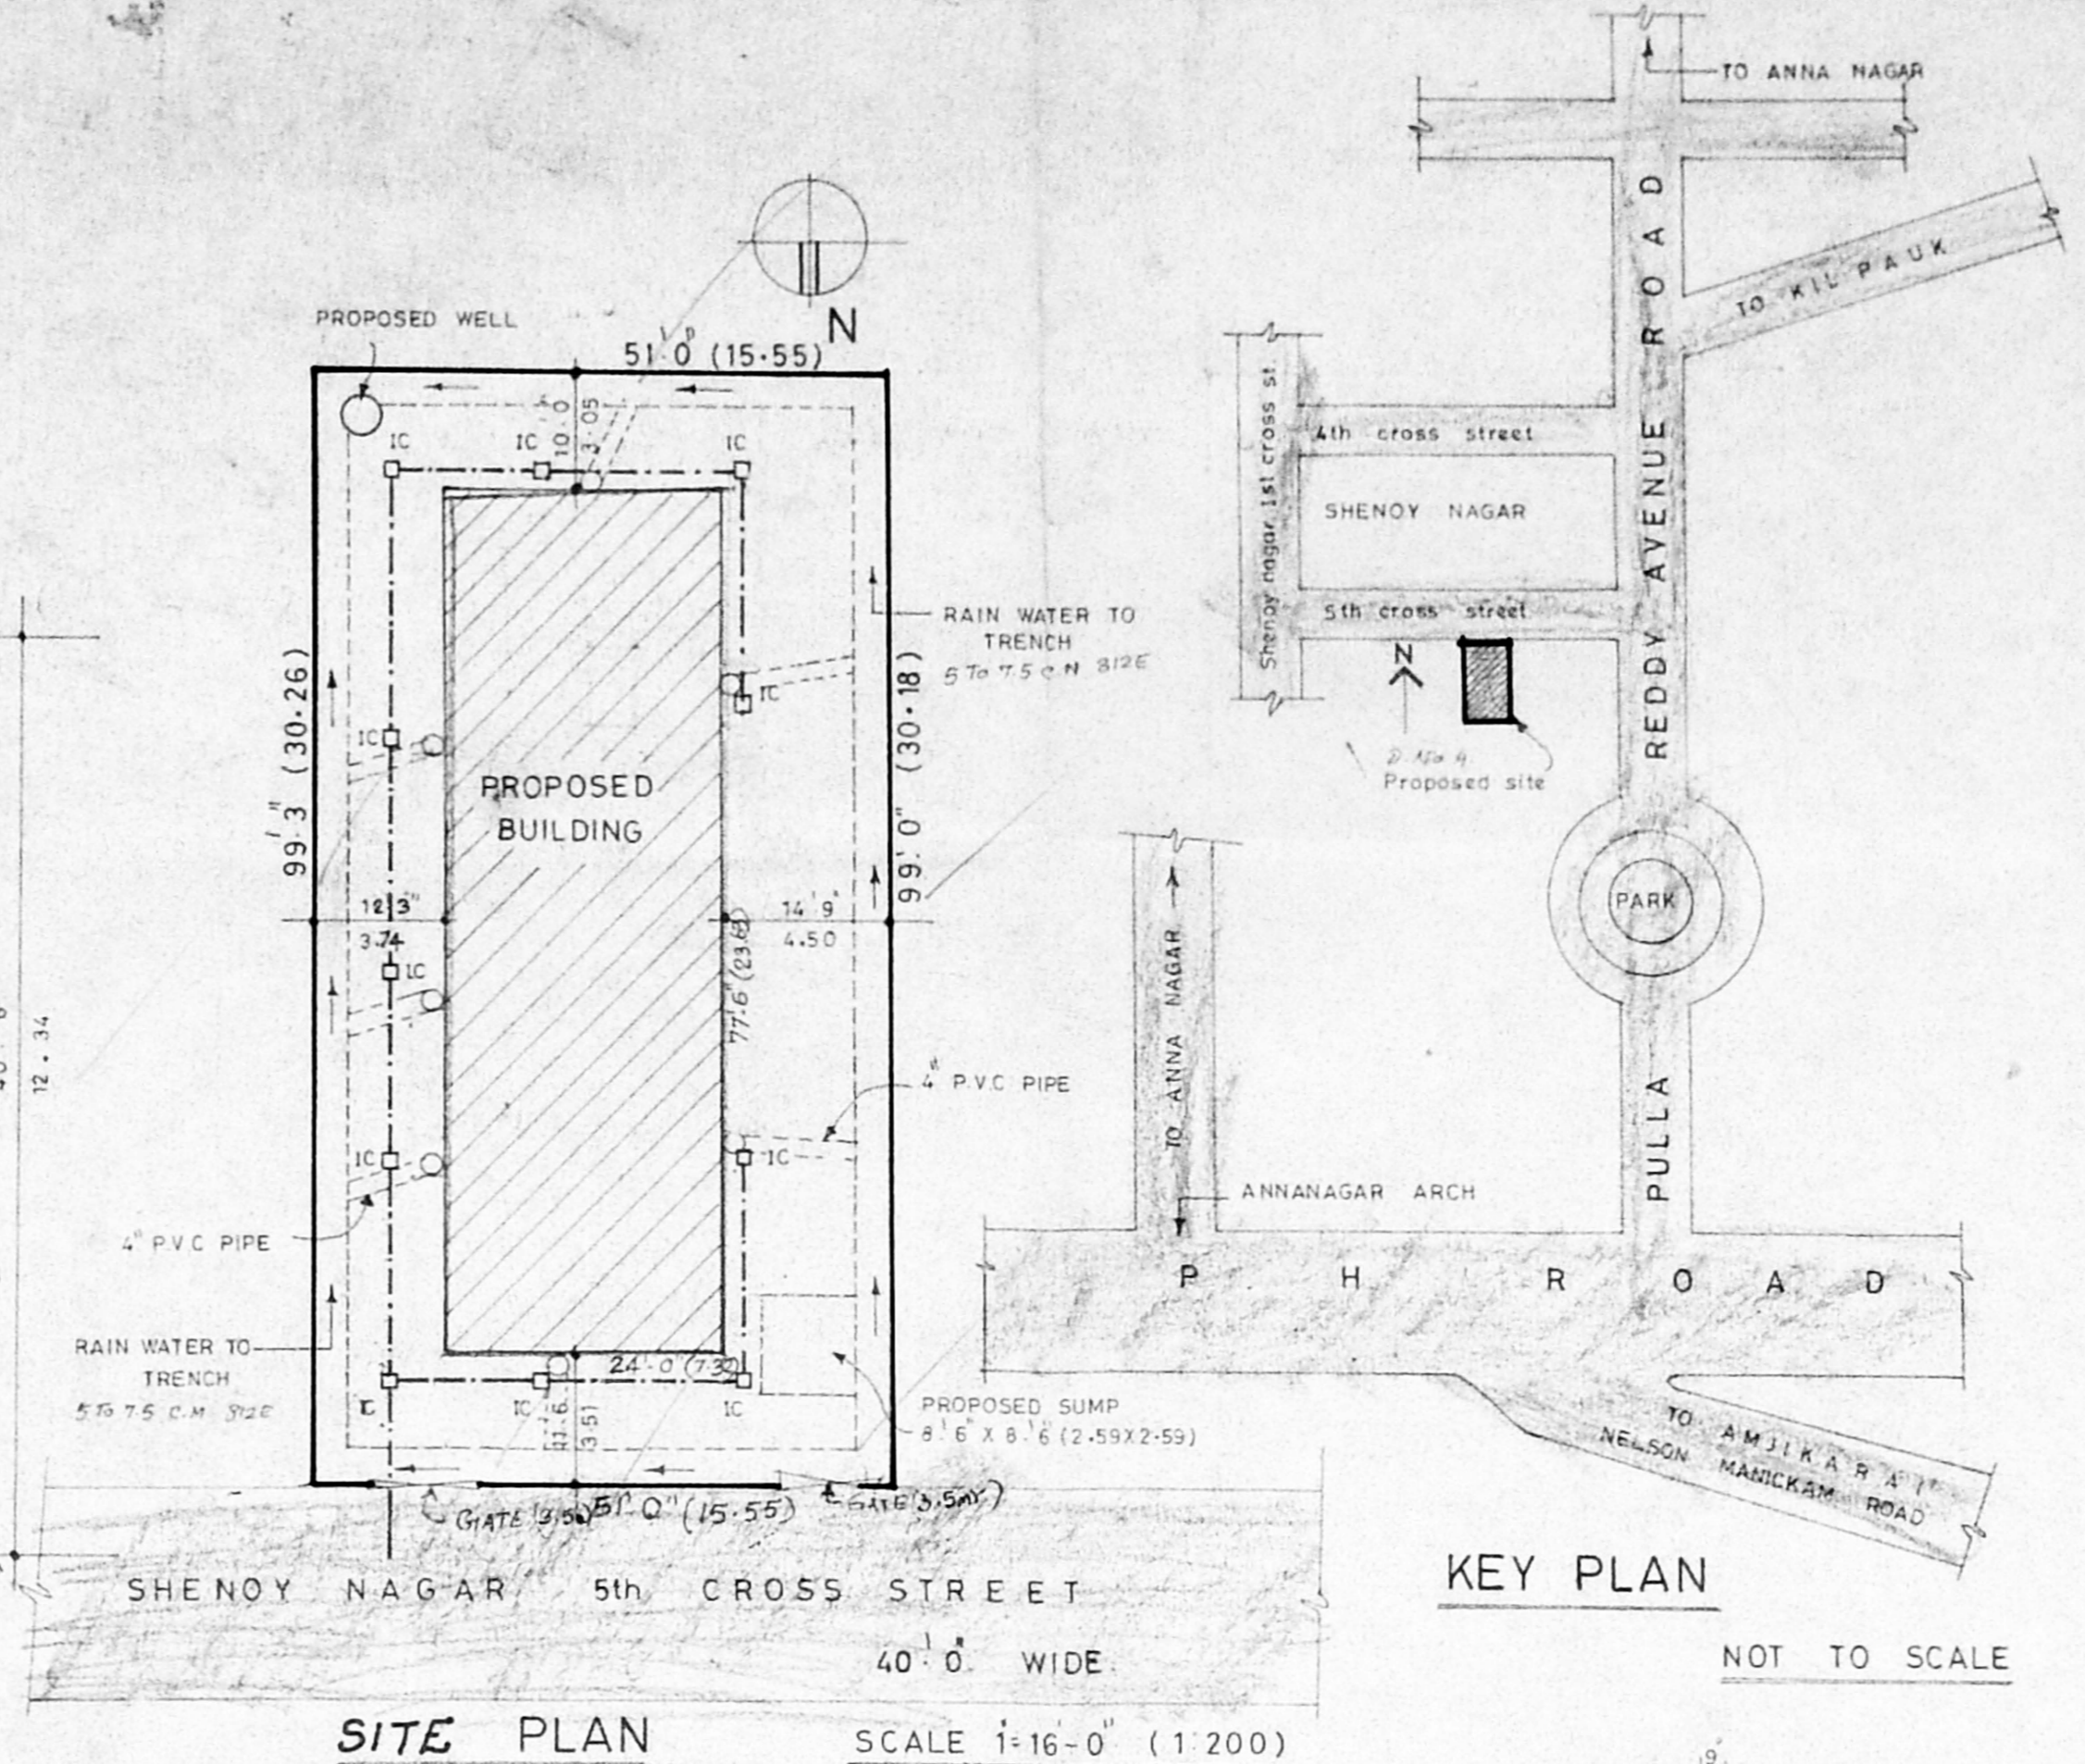 PROPOSED WELL
N
51'.0" (15.55)
IC
IC
IC
10'.0"
3.05
RAIN WATER TO
TRENCH
5 To 7.5 C.M SIZE
99'.3" (30.26)
99'.0" (30.18)
IC
IC
PROPOSED
BUILDING
12'3"
3.74
14'9"
4.50
IC
77'.6" (23.62)
12.34
4" P.V.C PIPE
IC
IC
4" P.V.C PIPE
RAIN WATER TO
TRENCH
5 To 7.5 C.M SIZE
24'-0" (7.32)
IC
IC
IC
11'.6"
3.51
PROPOSED SUMP
8'.6" X 8'.6" (2.59X2.59)
GATE (3.50)
51'-0" (15.55)
GATE (3.5MT)
SHENOY NAGAR 5th CROSS STREET
40'.0" WIDE
SITE PLAN
SCALE 1"=16'-0" (1:200)
TO ANNA NAGAR
TO KILPAUK
PULLA REDDY AVENUE ROAD
Shenoy nagar 1st cross st.
4th cross street
SHENOY NAGAR
5th cross street
N
Proposed site
PARK
TO ANNA NAGAR
ANNANAGAR ARCH
P H ROAD
TO AMJIKARAI
NELSON MANICKAM ROAD
KEY PLAN
NOT TO SCALE
9'